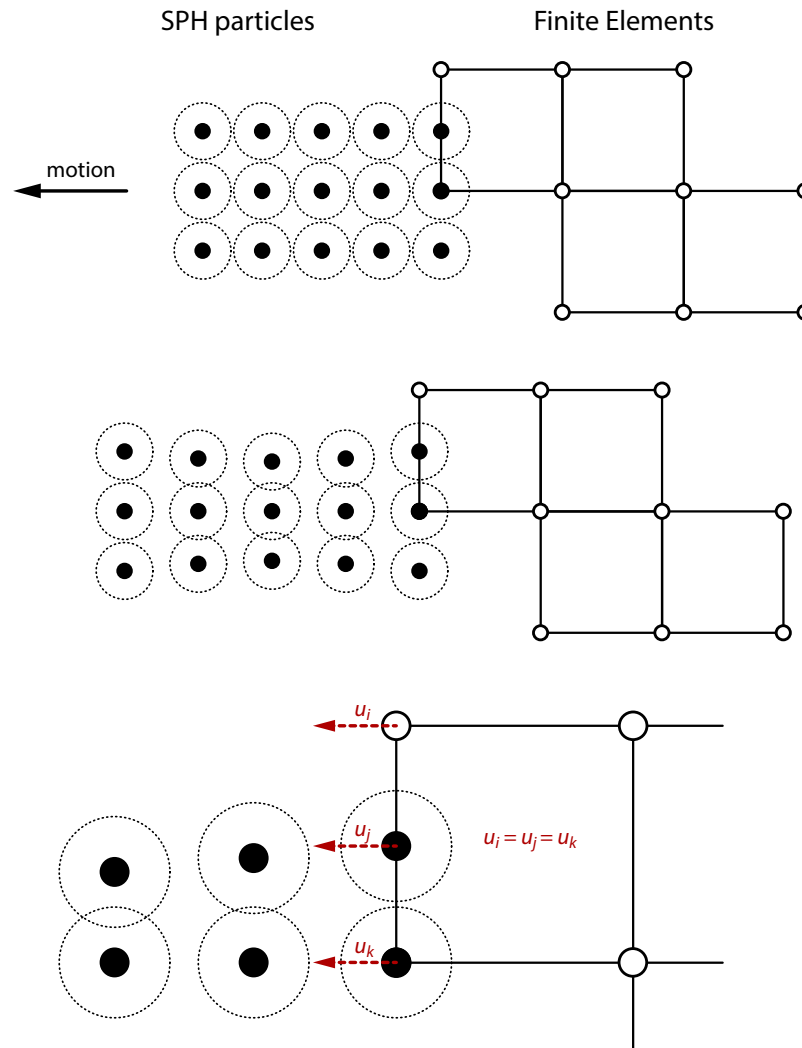 SPH particles
Finite Elements
motion
u_i
u_j
u_i = u_j = u_k
u_k